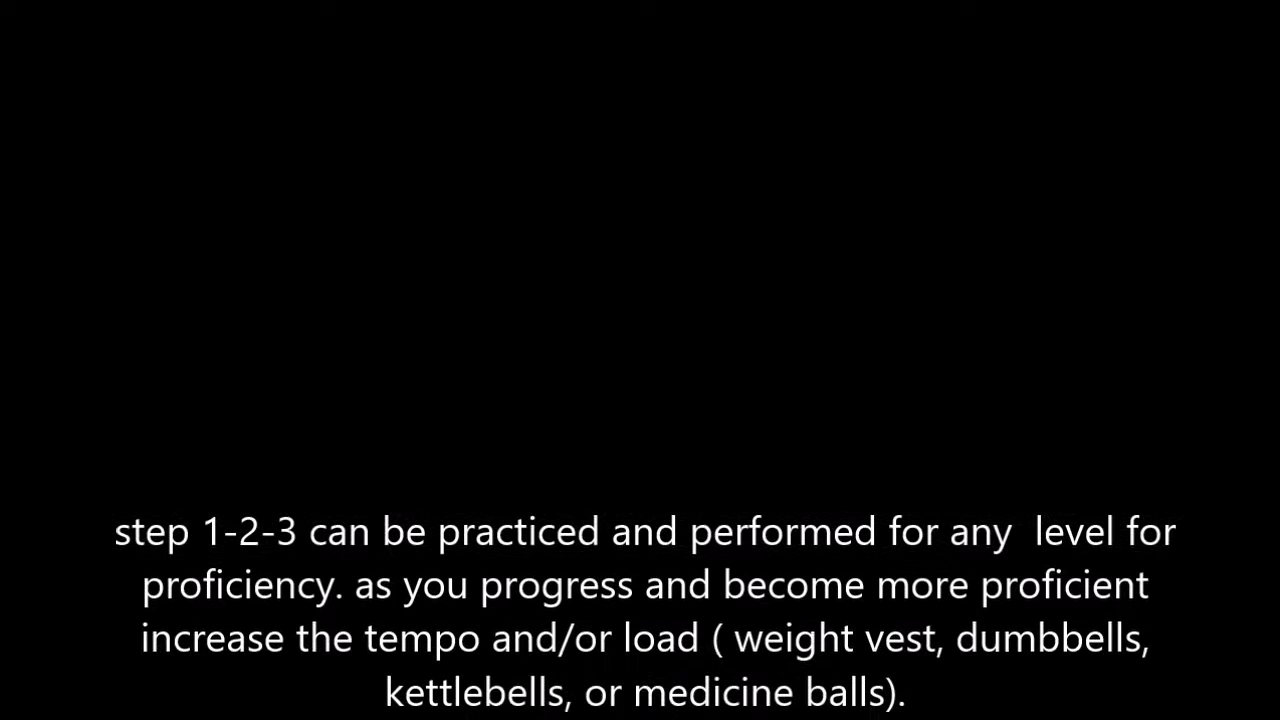 step 1-2-3 can be practiced and performed for any  level for
proficiency. as you progress and become more proficient
increase the tempo and/or load ( weight vest, dumbbells,
kettlebells, or medicine balls).